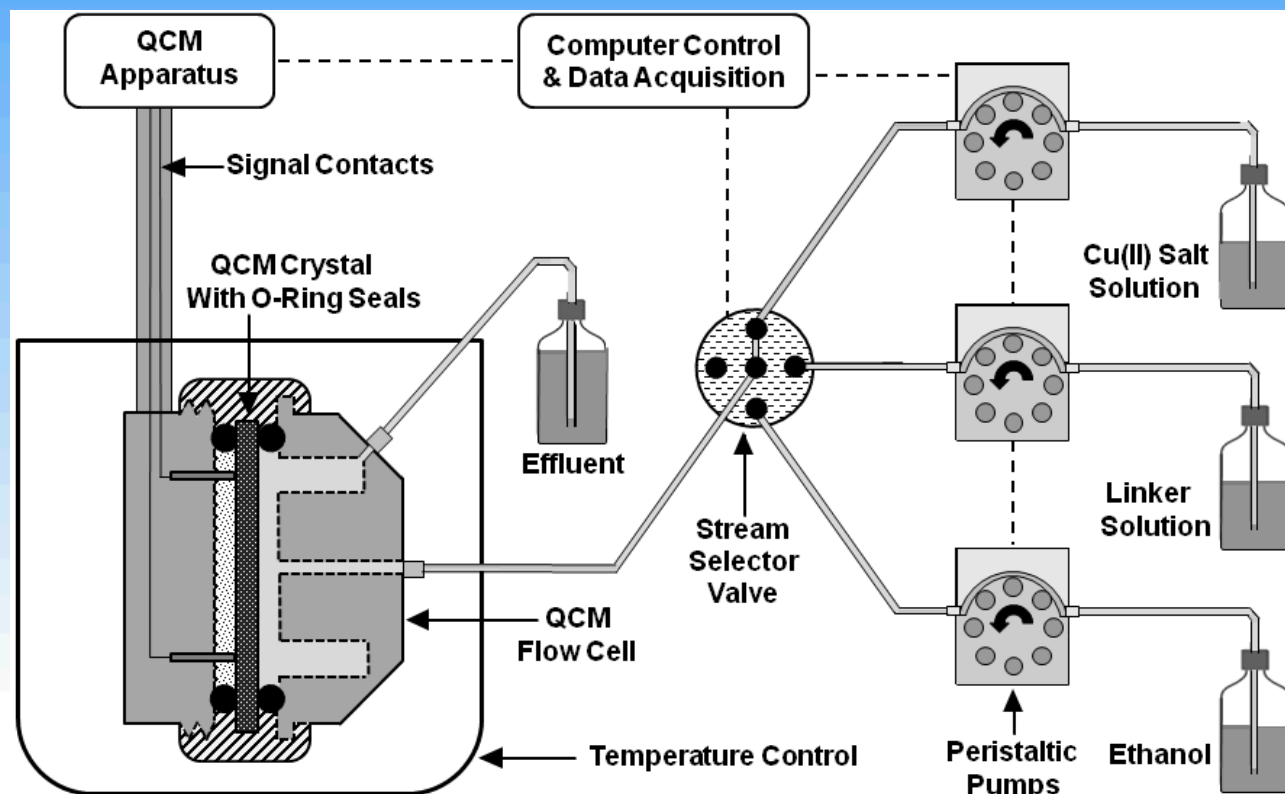 QCM
Apparatus
Computer Control
& Data Acquisition
Signal Contacts
QCM Crystal
With O-Ring Seals
Cu(II) Salt
Solution
Effluent
Stream
Selector
Valve
Linker
Solution
QCM
Flow Cell
Temperature Control
Peristaltic
Pumps
Ethanol